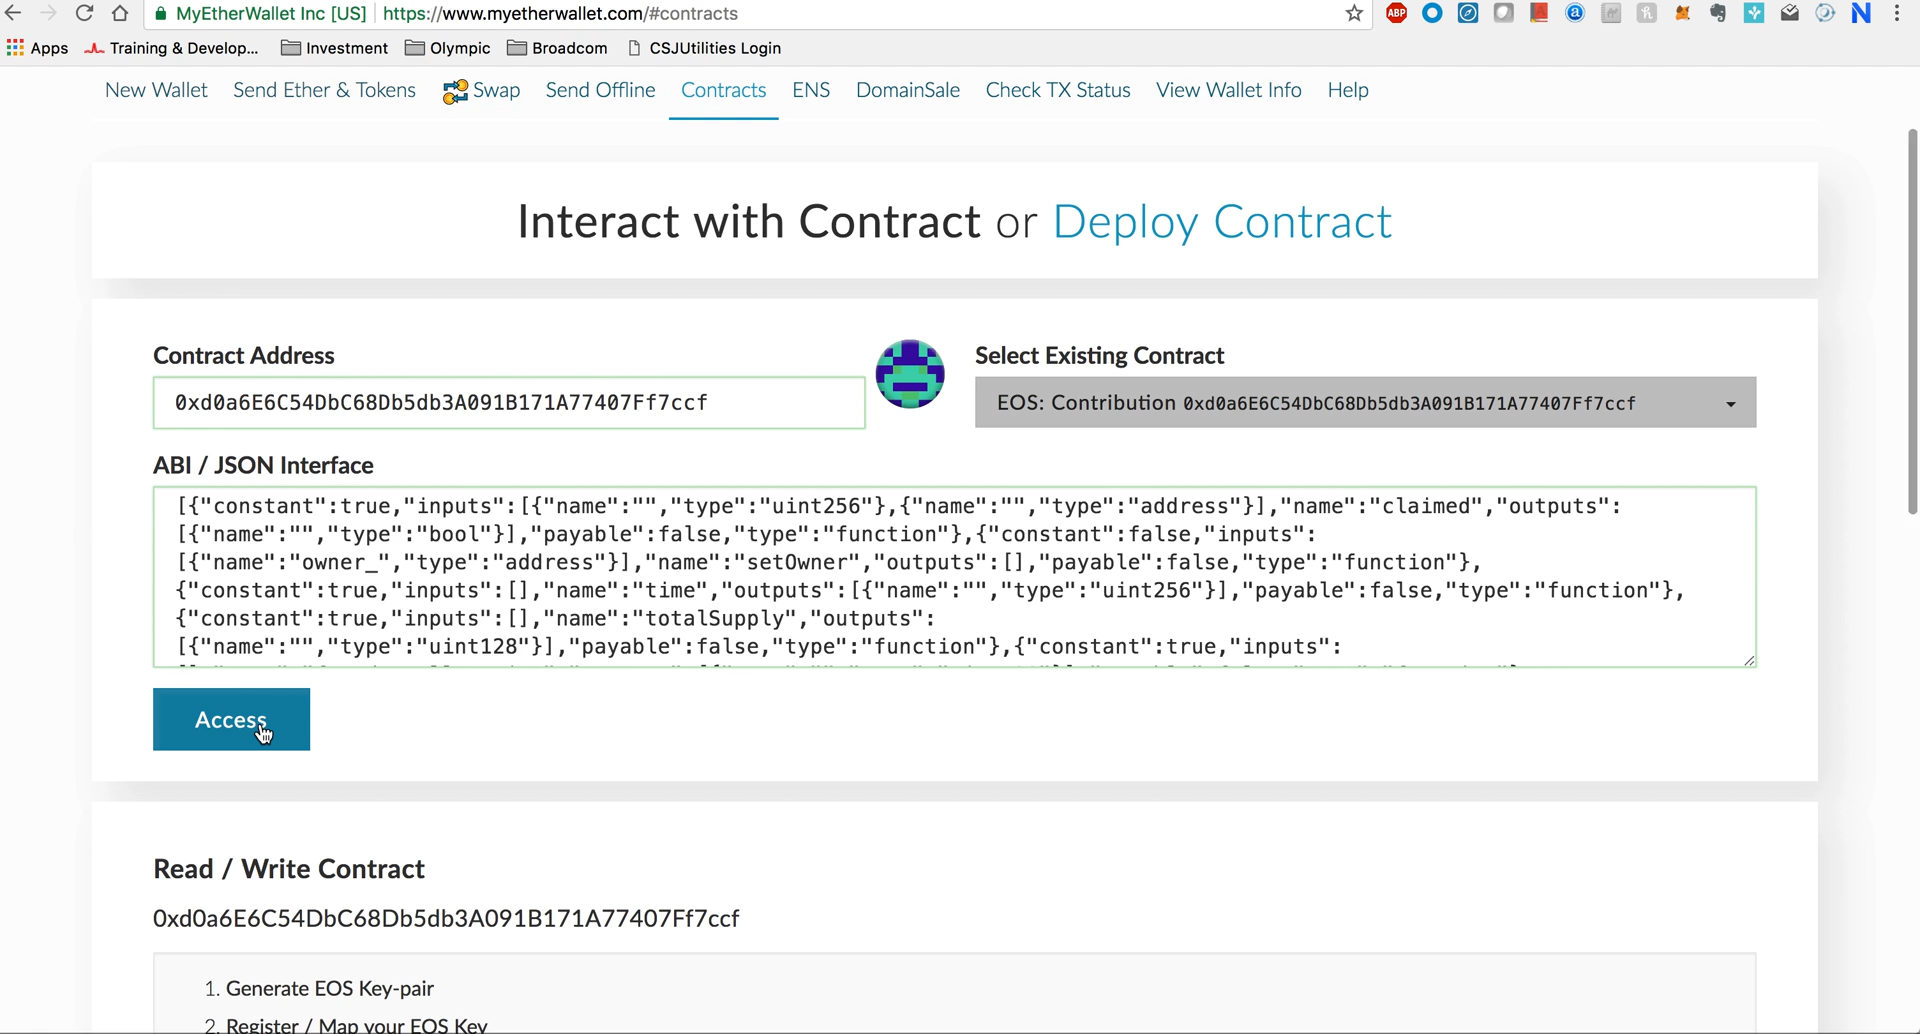 MyEtherWallet Inc [US] https://www.myetherwallet.com/#contracts
ABP
Apps Training & Develop... Investment Olympic Broadcom CSJUtilities Login
New Wallet Send Ether & Tokens Swap Send Offline Contracts ENS DomainSale Check TX Status View Wallet Info Help
Interact with Contract or Deploy Contract
Contract Address
0xd0a6E6C54DbC68Db5db3A091B171A77407Ff7ccf
Select Existing Contract
EOS: Contribution 0xd0a6E6C54DbC68Db5db3A091B171A77407Ff7ccf
ABI / JSON Interface
[{"constant":true,"inputs":[{"name":"","type":"uint256"},{"name":"","type":"address"}],"name":"claimed","outputs":
[{"name":"","type":"bool"}],"payable":false,"type":"function"},{"constant":false,"inputs":
[{"name":"owner_","type":"address"}],"name":"setOwner","outputs":[],"payable":false,"type":"function"},
{"constant":true,"inputs":[],"name":"time","outputs":[{"name":"","type":"uint256"}],"payable":false,"type":"function"},
{"constant":true,"inputs":[],"name":"totalSupply","outputs":
[{"name":"","type":"uint128"}],"payable":false,"type":"function"},{"constant":true,"inputs":
Access
Read / Write Contract
0xd0a6E6C54DbC68Db5db3A091B171A77407Ff7ccf
1. Generate EOS Key-pair
2. Register / Map your EOS Key